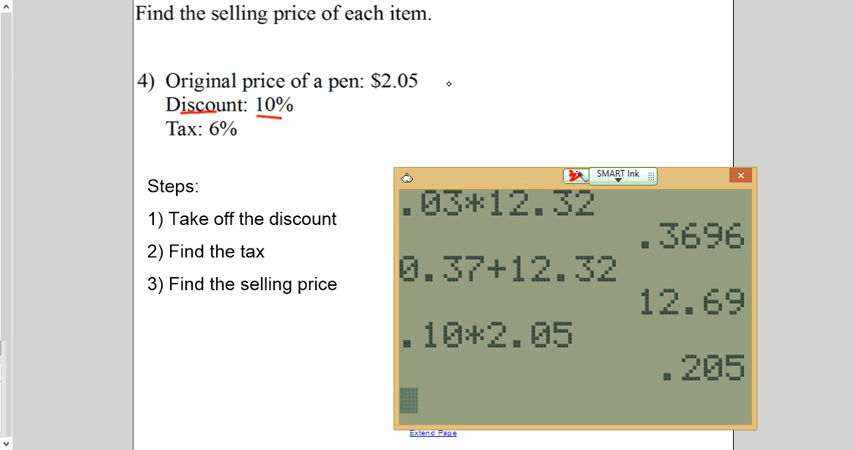 Find the selling price of each item.
4) Original price of a pen: $2.05
Discount: 10%
Tax: 6%
Steps:
1) Take off the discount
2) Find the tax
3) Find the selling price
SMART Ink
.03*12.32
.3696
0.37+12.32
12.69
.10*2.05
.205
Extend Page